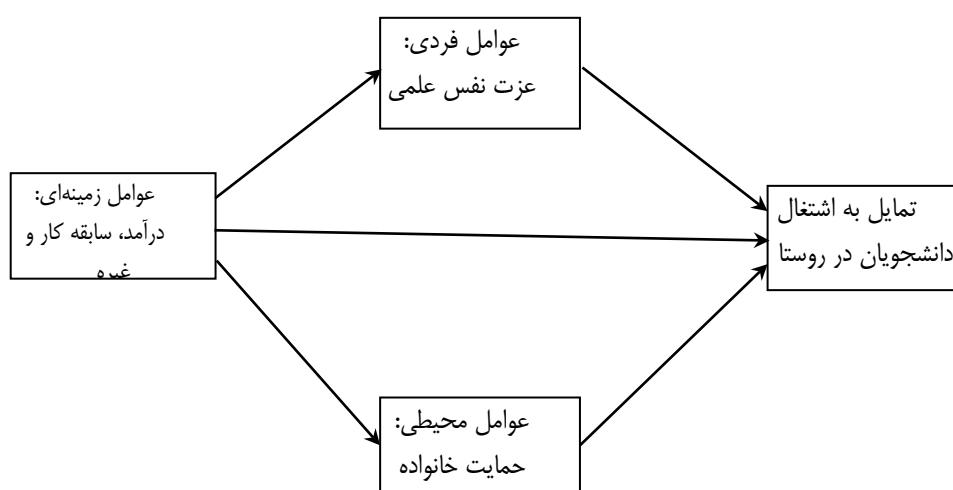 عوامل فردی:
عزت نفس علمی
عوامل زمینه‌ای:
درآمد، سابقه کار و
غیره
تمایل به اشتغال
دانشجویان در روستا
عوامل محیطی:
حمایت خانواده